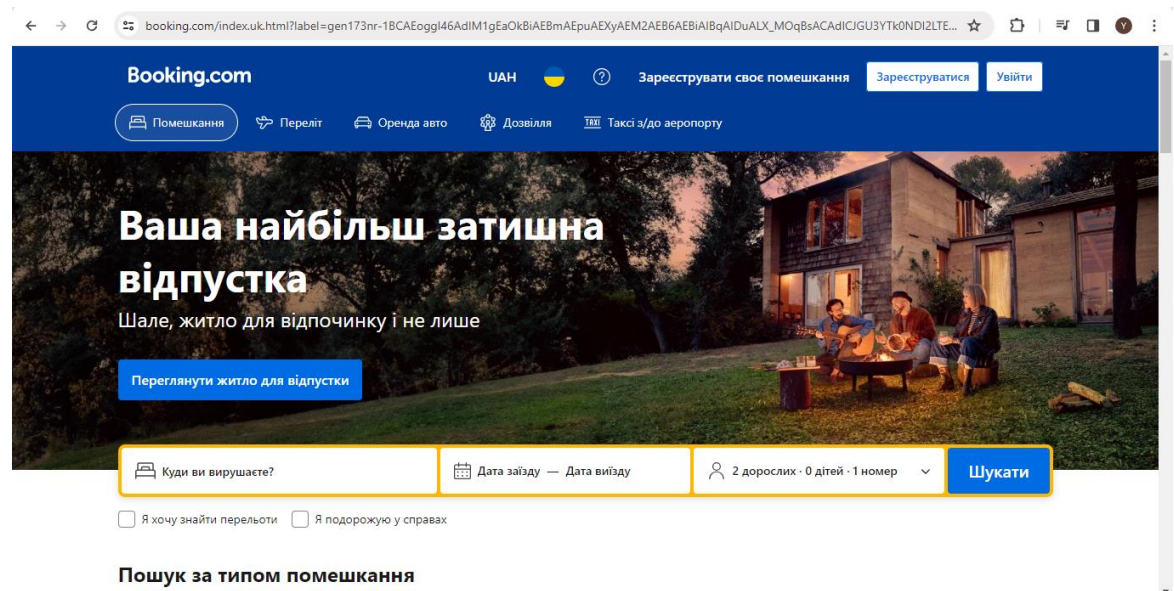 booking.com/index.uk.html?label=gen173nr-1BCAEoggI46AdIM1gEaOkBiAEBmAEpuAEXyAEM2AEB6AEBiAIBqAIDuALX_MOqBsACAdICJGU3YTk0NDI2LTE...
Y
Booking.com
UAH
Зареєструвати своє помешкання
Зареєструватися
Увійти
Помешкання
Переліт
Оренда авто
Дозвілля
TAXI
Таксі з/до аеропорту
Ваша найбільш затишна
відпустка
Шале, житло для відпочинку і не лише
Переглянути житло для відпустки
Куди ви вирушаєте?
Дата заїзду — Дата виїзду
2 дорослих · 0 дітей · 1 номер
Шукати
Я хочу знайти перельоти
Я подорожую у справах
Пошук за типом помешкання